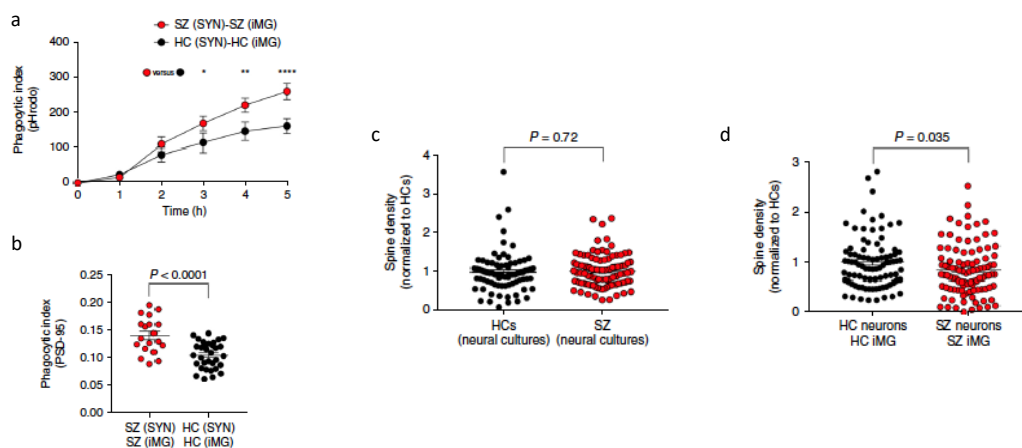 a
SZ (SYN)-SZ (iMG)
HC (SYN)-HC (iMG)
400
300
200
100
0
Phagocytic index
(pHrodo)
versus
*
**
****
0 1 2 3 4 5
Time (h)
b
P < 0.0001
0.25
0.20
0.15
0.10
0.05
0.00
Phagocytic index
(PSD-95)
SZ (SYN) HC (SYN)
SZ (iMG) HC (iMG)
c
P = 0.72
4
3
2
1
0
Spine density
(normalized to HCs)
HCs SZ
(neural cultures) (neural cultures)
d
P = 0.035
3
2
1
0
Spine density
(normalized to HCs)
HC neurons SZ neurons
HC iMG SZ iMG